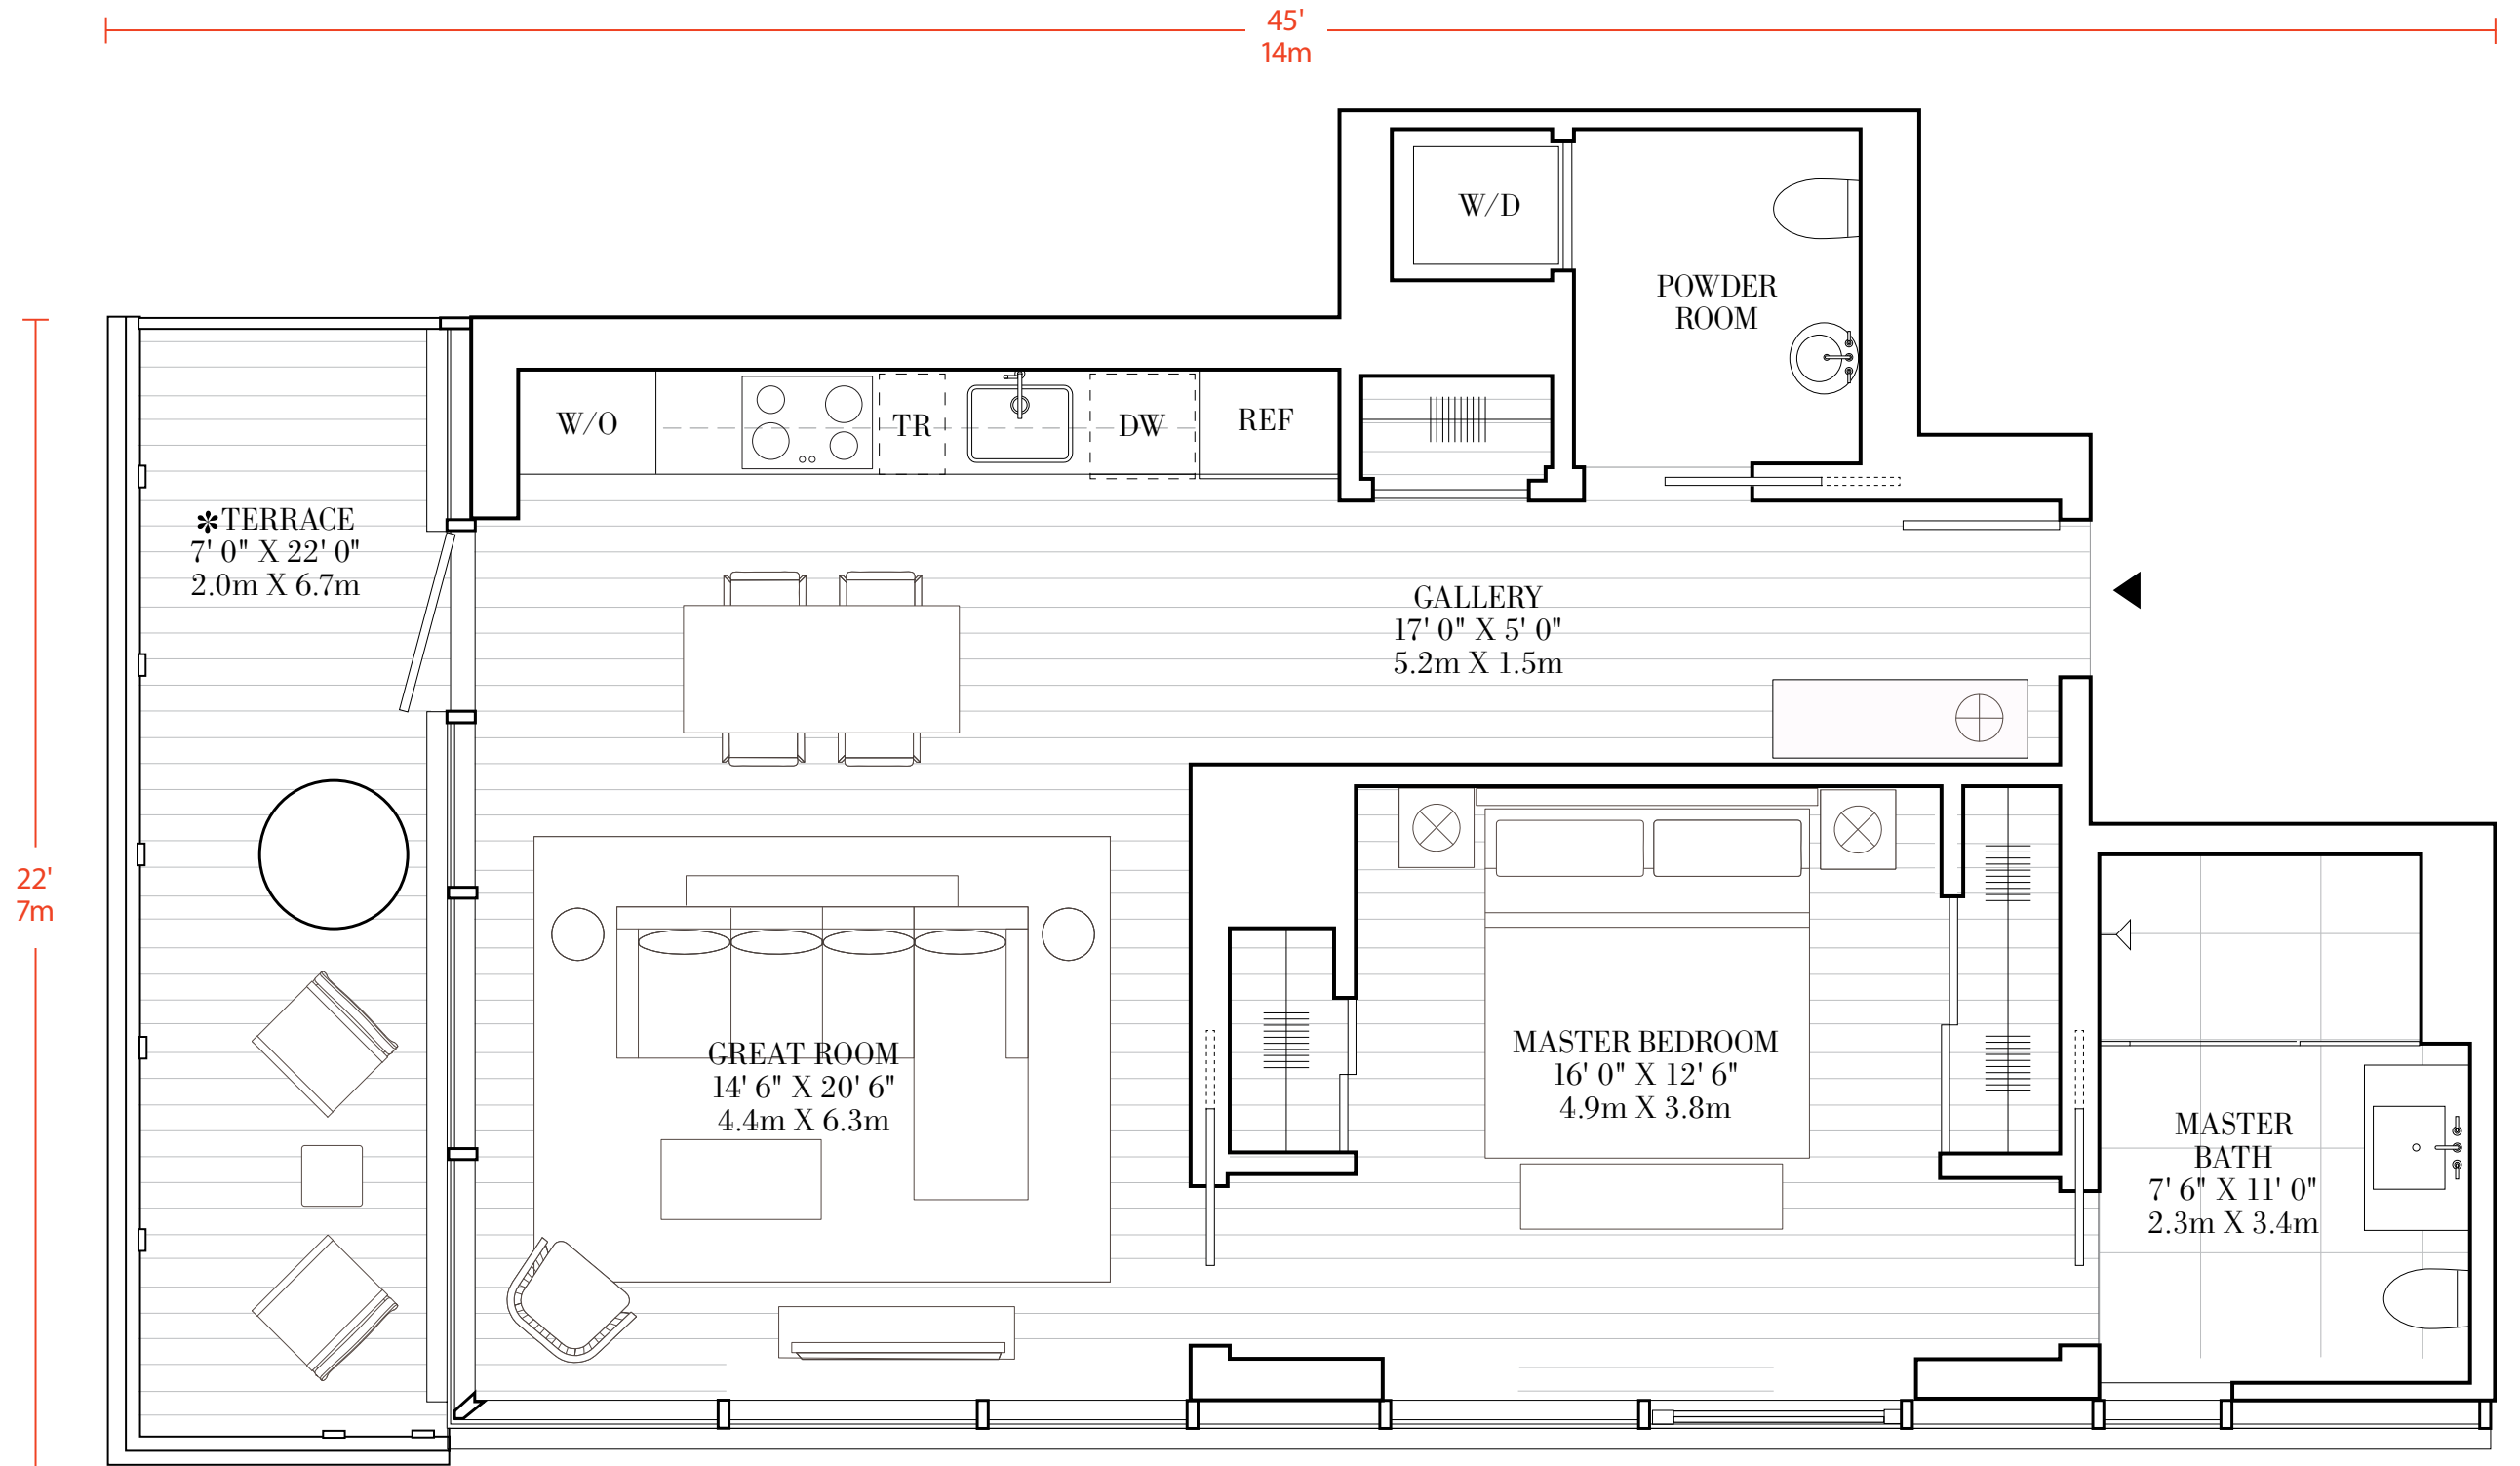 45'
14m
W/D
POWDER
ROOM
W/O
TR
DW
REF
✻TERRACE
7' 0" X 22' 0"
2.0m X 6.7m
GALLERY
17' 0" X 5' 0"
5.2m X 1.5m
22'
7m
GREAT ROOM
14' 6" X 20' 6"
4.4m X 6.3m
MASTER BEDROOM
16' 0" X 12' 6"
4.9m X 3.8m
MASTER
BATH
7' 6" X 11' 0"
2.3m X 3.4m